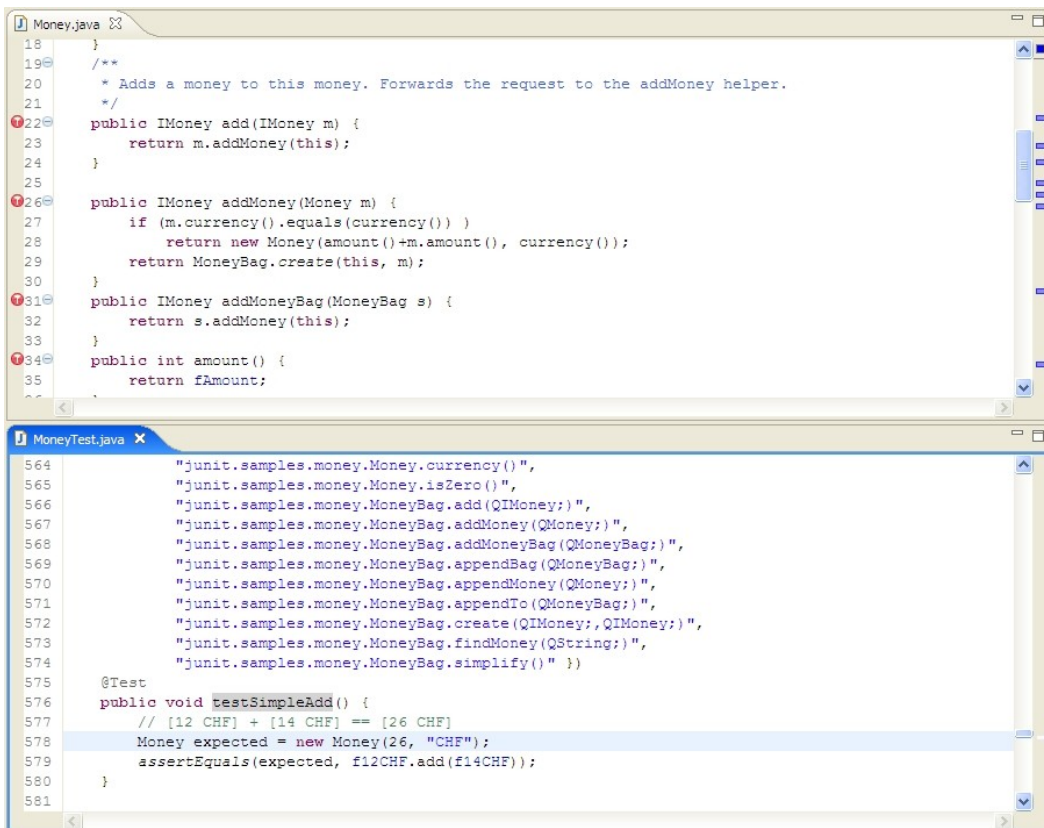 Money.java
18 }
19 /**
20 * Adds a money to this money. Forwards the request to the addMoney helper.
21 */
22 public IMoney add(IMoney m) {
23 return m.addMoney(this);
24 }
25
26 public IMoney addMoney(Money m) {
27 if (m.currency().equals(currency()) )
28 return new Money(amount()+m.amount(), currency());
29 return MoneyBag.create(this, m);
30 }
31 public IMoney addMoneyBag(MoneyBag s) {
32 return s.addMoney(this);
33 }
34 public int amount() {
35 return fAmount;
MoneyTest.java
564 "junit.samples.money.Money.currency()",
565 "junit.samples.money.Money.isZero()",
566 "junit.samples.money.MoneyBag.add(QIMoney;)",
567 "junit.samples.money.MoneyBag.addMoney(QMoney;)",
568 "junit.samples.money.MoneyBag.addMoneyBag(QMoneyBag;)",
569 "junit.samples.money.MoneyBag.appendBag(QMoneyBag;)",
570 "junit.samples.money.MoneyBag.appendMoney(QMoney;)",
571 "junit.samples.money.MoneyBag.appendTo(QMoneyBag;)",
572 "junit.samples.money.MoneyBag.create(QIMoney;,QIMoney;)",
573 "junit.samples.money.MoneyBag.findMoney(QString;)",
574 "junit.samples.money.MoneyBag.simplify()" })
575 @Test
576 public void testSimpleAdd() {
577 // [12 CHF] + [14 CHF] == [26 CHF]
578 Money expected = new Money(26, "CHF");
579 assertEquals(expected, f12CHF.add(f14CHF));
580 }
581